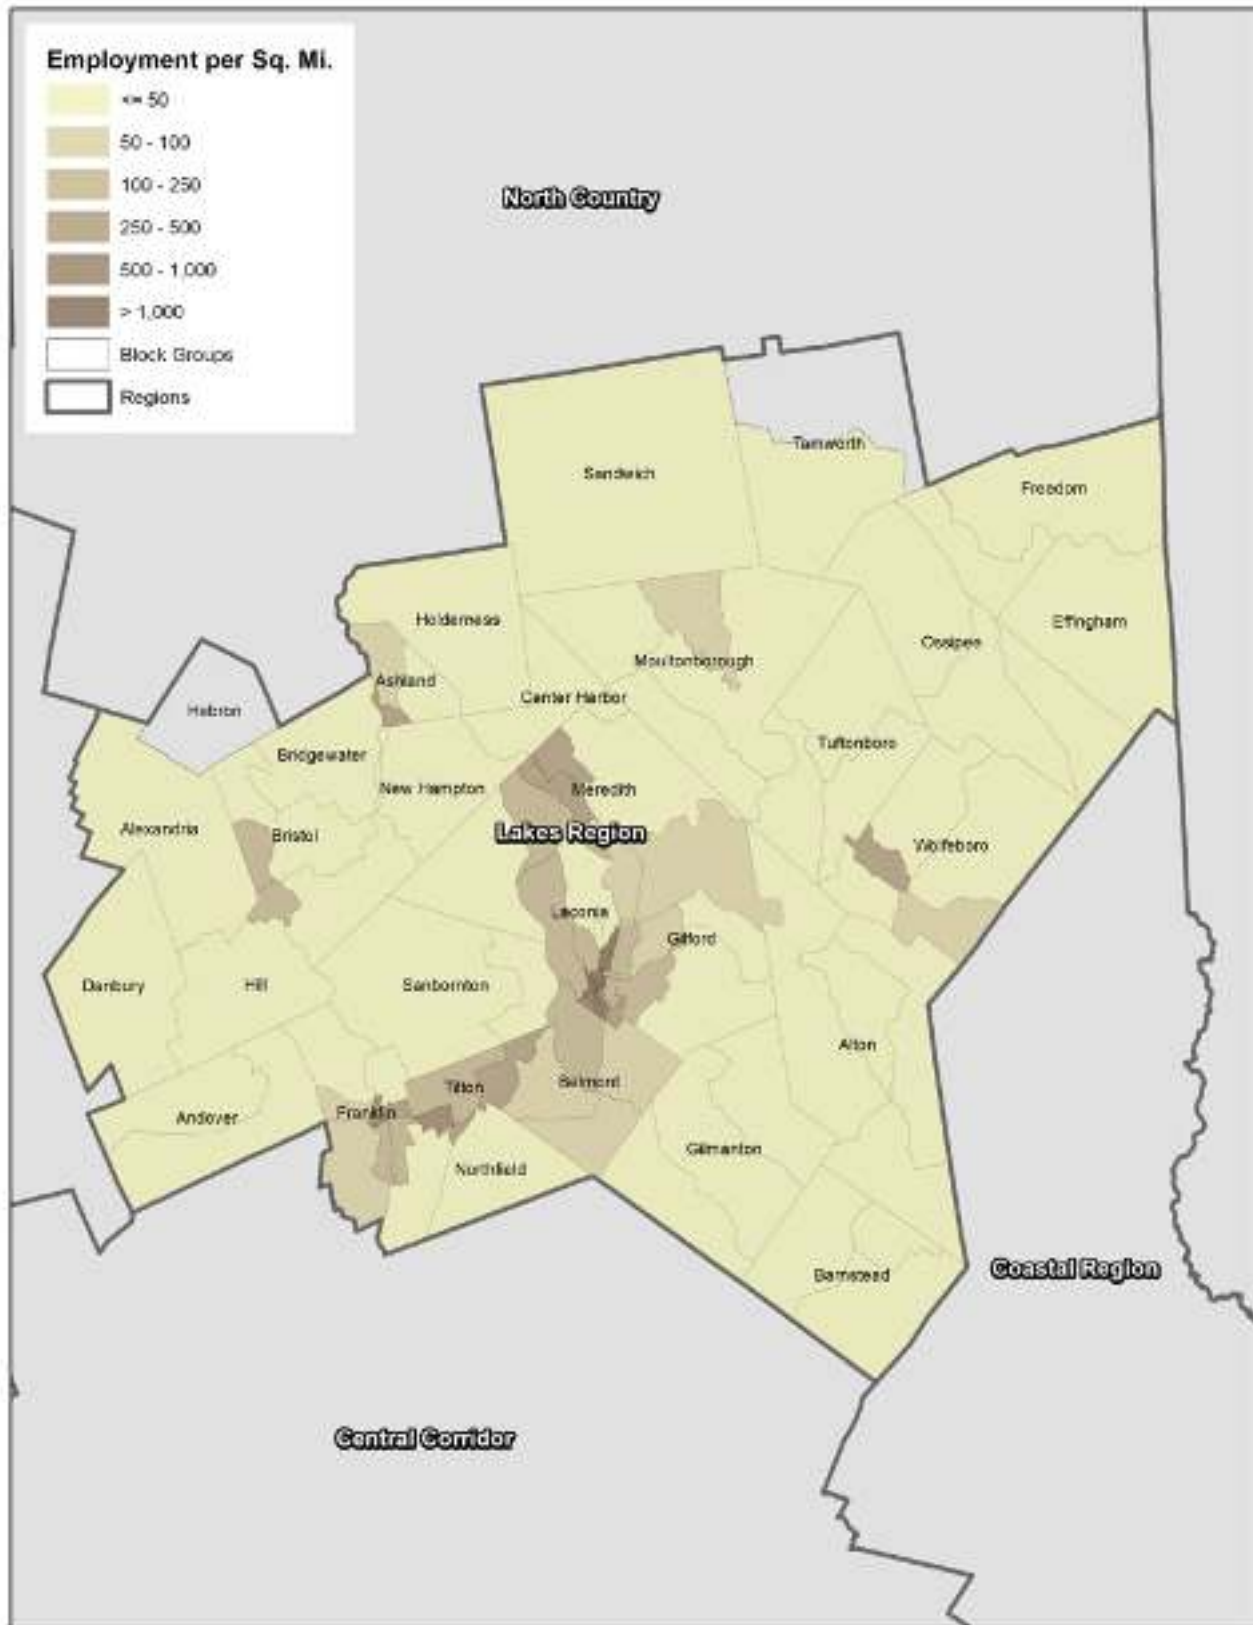 Employment per Sq. Mi.
<= 50
50 - 100
100 - 250
250 - 500
500 - 1,000
> 1,000
Block Groups
Regions
North Country
Tamworth
Sandwich
Freedom
Holderness
Effingham
Ossipee
Moultonborough
Ashland
Center Harbor
Hebron
Tuftonboro
Bridgewater
New Hampton
Meredith
Alexandria
Bristol
Lakes Region
Wolfeboro
Laconia
Gilford
Danbury
Hill
Sanbornton
Alton
Tilton
Belmont
Franklin
Andover
Gilmanton
Northfield
Barnstead
Coastal Region
Central Corridor